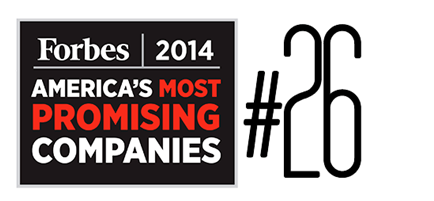 Forbes | 2014
AMERICA'S MOST
PROMISING
COMPANIES
#26